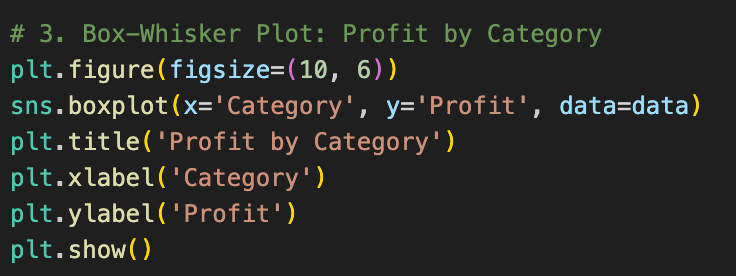 # 3. Box-Whisker Plot: Profit by Category
plt.figure(figsize=(10, 6))
sns.boxplot(x='Category', y='Profit', data=data)
plt.title('Profit by Category')
plt.xlabel('Category')
plt.ylabel('Profit')
plt.show()